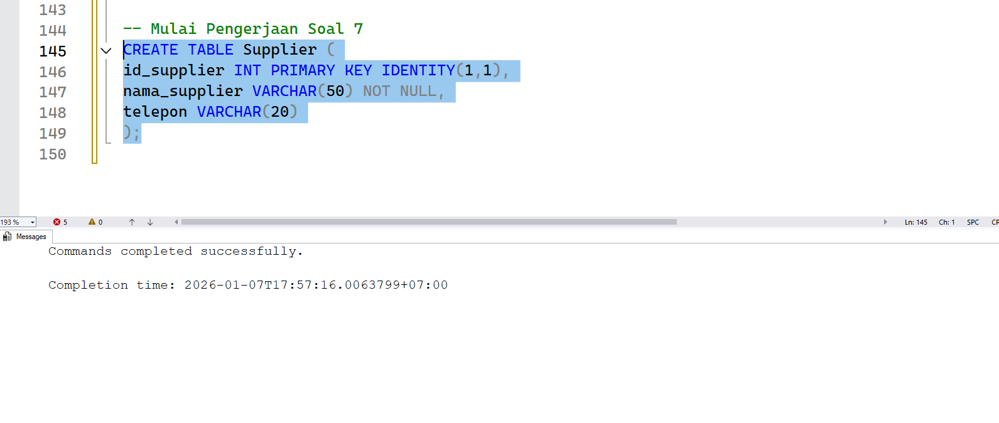 143
144 -- Mulai Pengerjaan Soal 7
145 CREATE TABLE Supplier (
146 id_supplier INT PRIMARY KEY IDENTITY(1,1),
147 nama_supplier VARCHAR(50) NOT NULL,
148 telepon VARCHAR(20)
149 );
150
193 % 5 0 Ln: 145 Ch: 1 SPC CR
Messages
Commands completed successfully.
Completion time: 2026-01-07T17:57:16.0063799+07:00